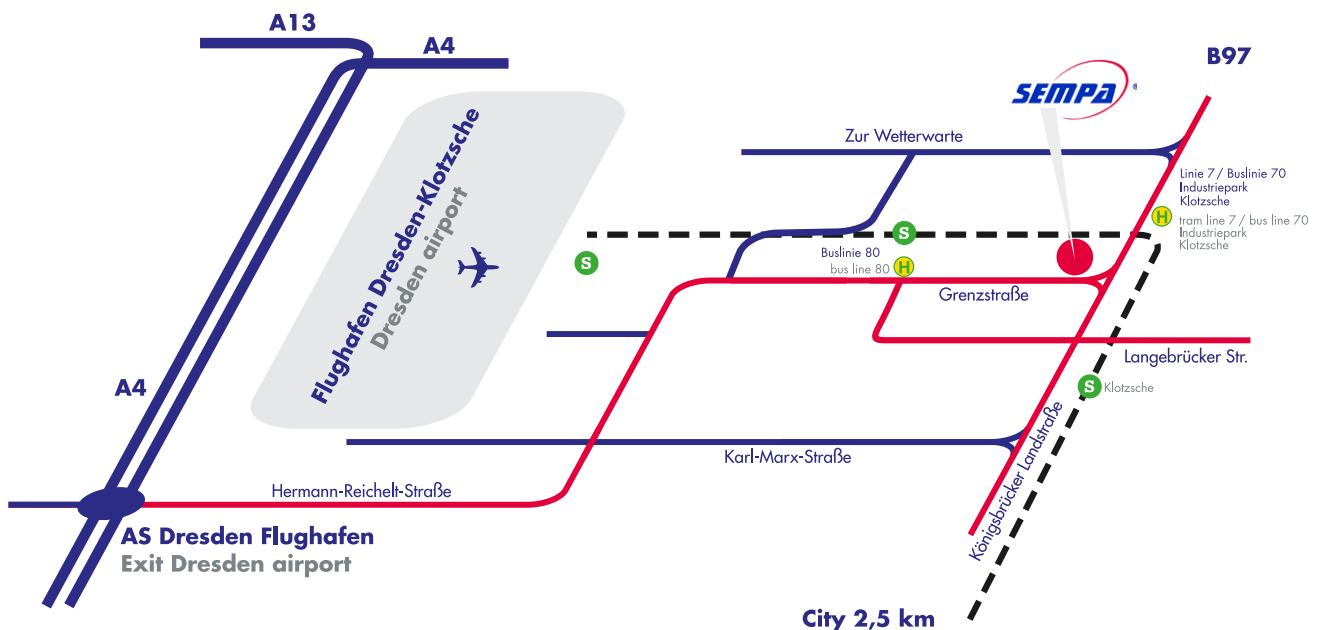 A13
A4
B97
SEMPA®
Zur Wetterwarte
Flughafen Dresden-Klotzsche
Dresden airport
Linie 7 / Buslinie 70
Industriepark
Klotzsche
H
tram line 7 / bus line 70
Industriepark
Klotzsche
S
S
Buslinie 80
bus line 80
H
Grenzstraße
Langebrücker Str.
A4
S
Klotzsche
Karl-Marx-Straße
Königsbrücker Landstraße
Hermann-Reichelt-Straße
AS Dresden Flughafen
Exit Dresden airport
City 2,5 km